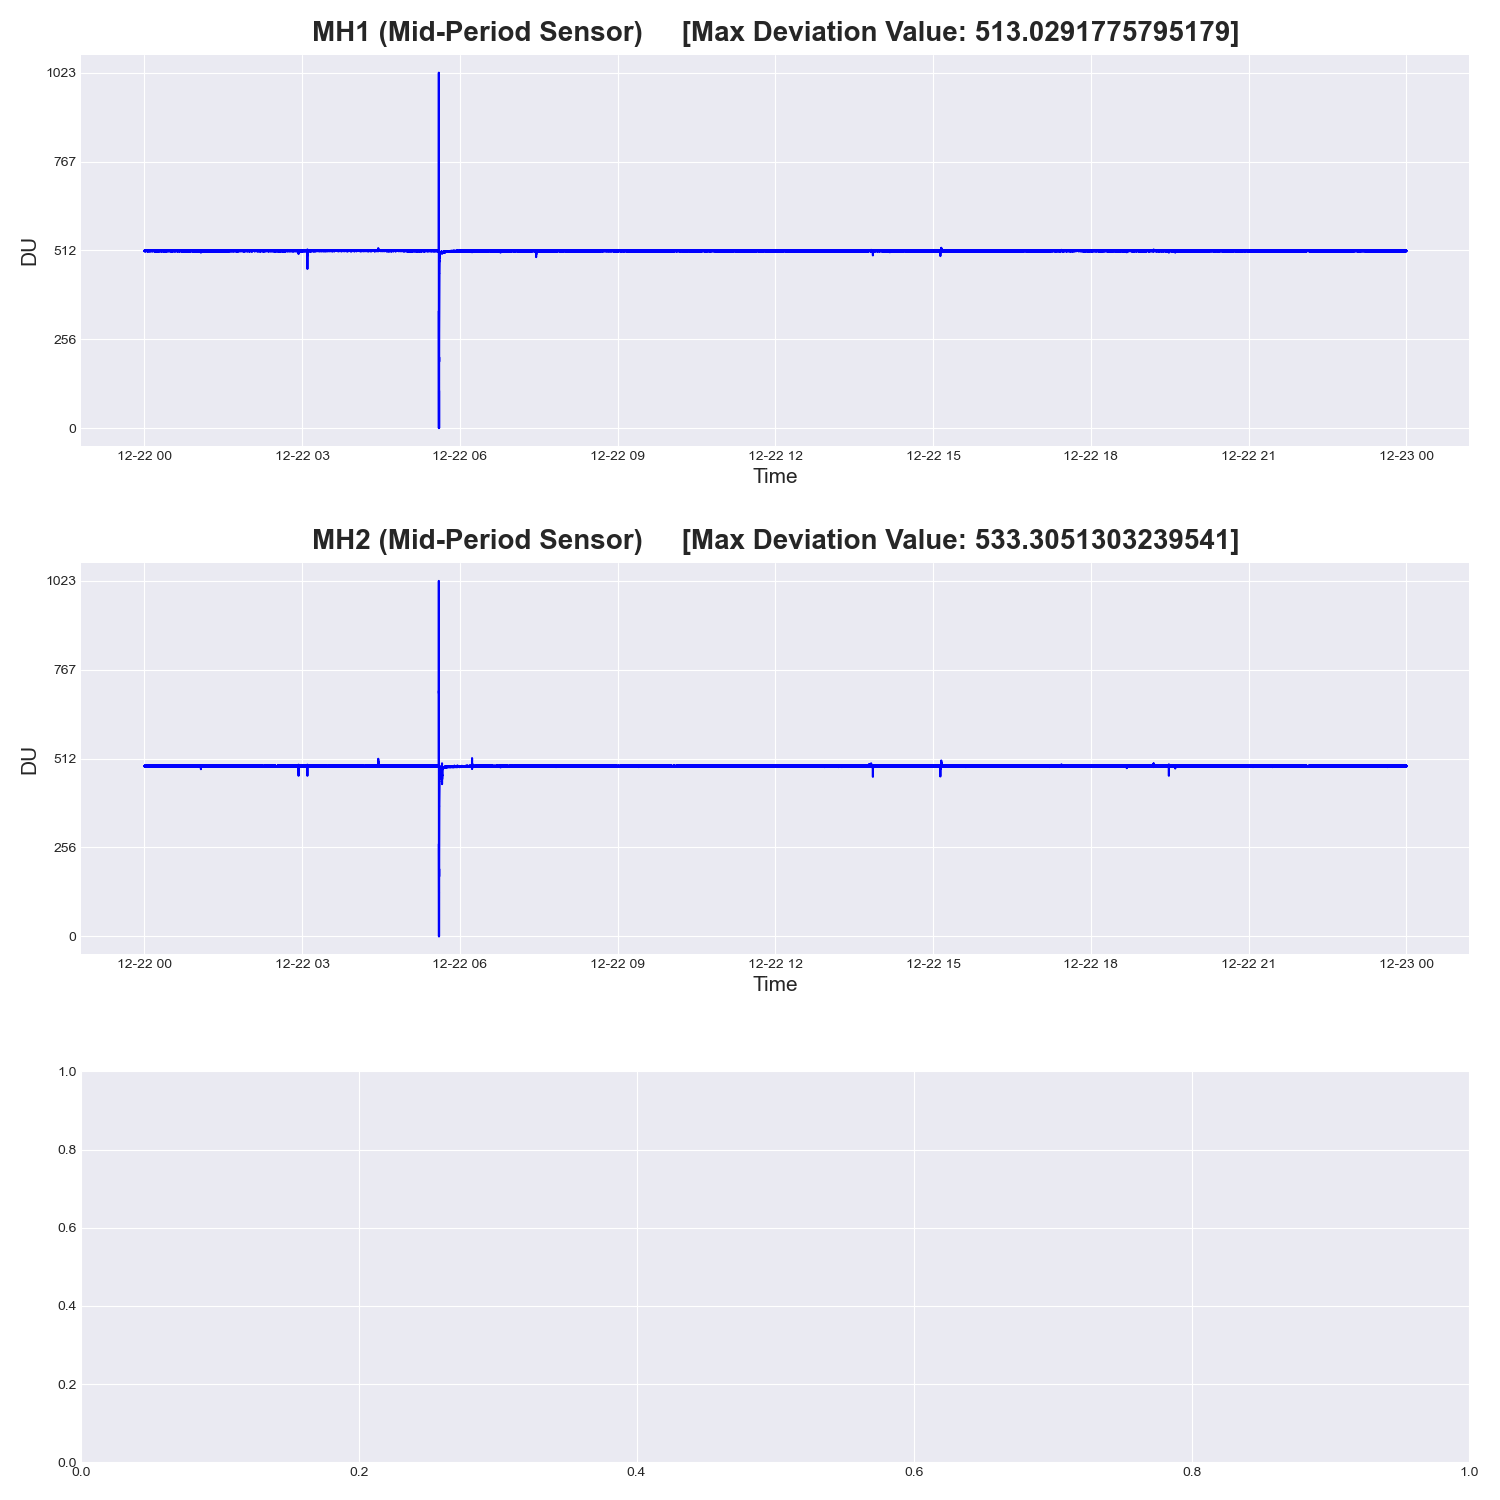 MH1 (Mid-Period Sensor) [Max Deviation Value: 513.0291775795179]
1023
767
512
256
0
DU
12-22 00 12-22 03 12-22 06 12-22 09 12-22 12 12-22 15 12-22 18 12-22 21 12-23 00
Time
MH2 (Mid-Period Sensor) [Max Deviation Value: 533.3051303239541]
1023
767
512
256
0
DU
12-22 00 12-22 03 12-22 06 12-22 09 12-22 12 12-22 15 12-22 18 12-22 21 12-23 00
Time
1.0
0.8
0.6
0.4
0.2
0.0
0.0 0.2 0.4 0.6 0.8 1.0